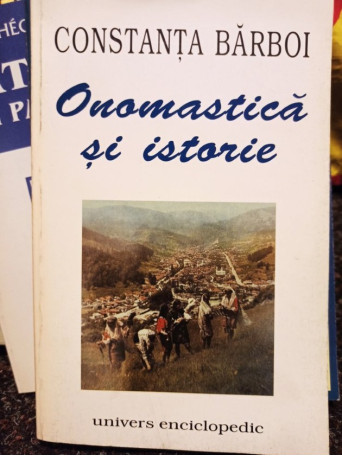 CONSTANȚA BĂRBOI
Onomastică
și istorie
univers enciclopedic